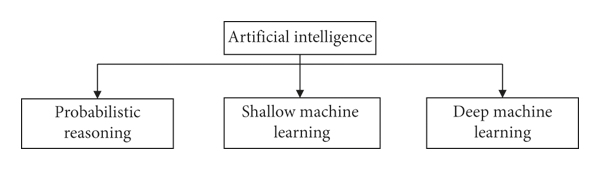 Artificial intelligence
Probabilistic
reasoning
Shallow machine
learning
Deep machine
learning